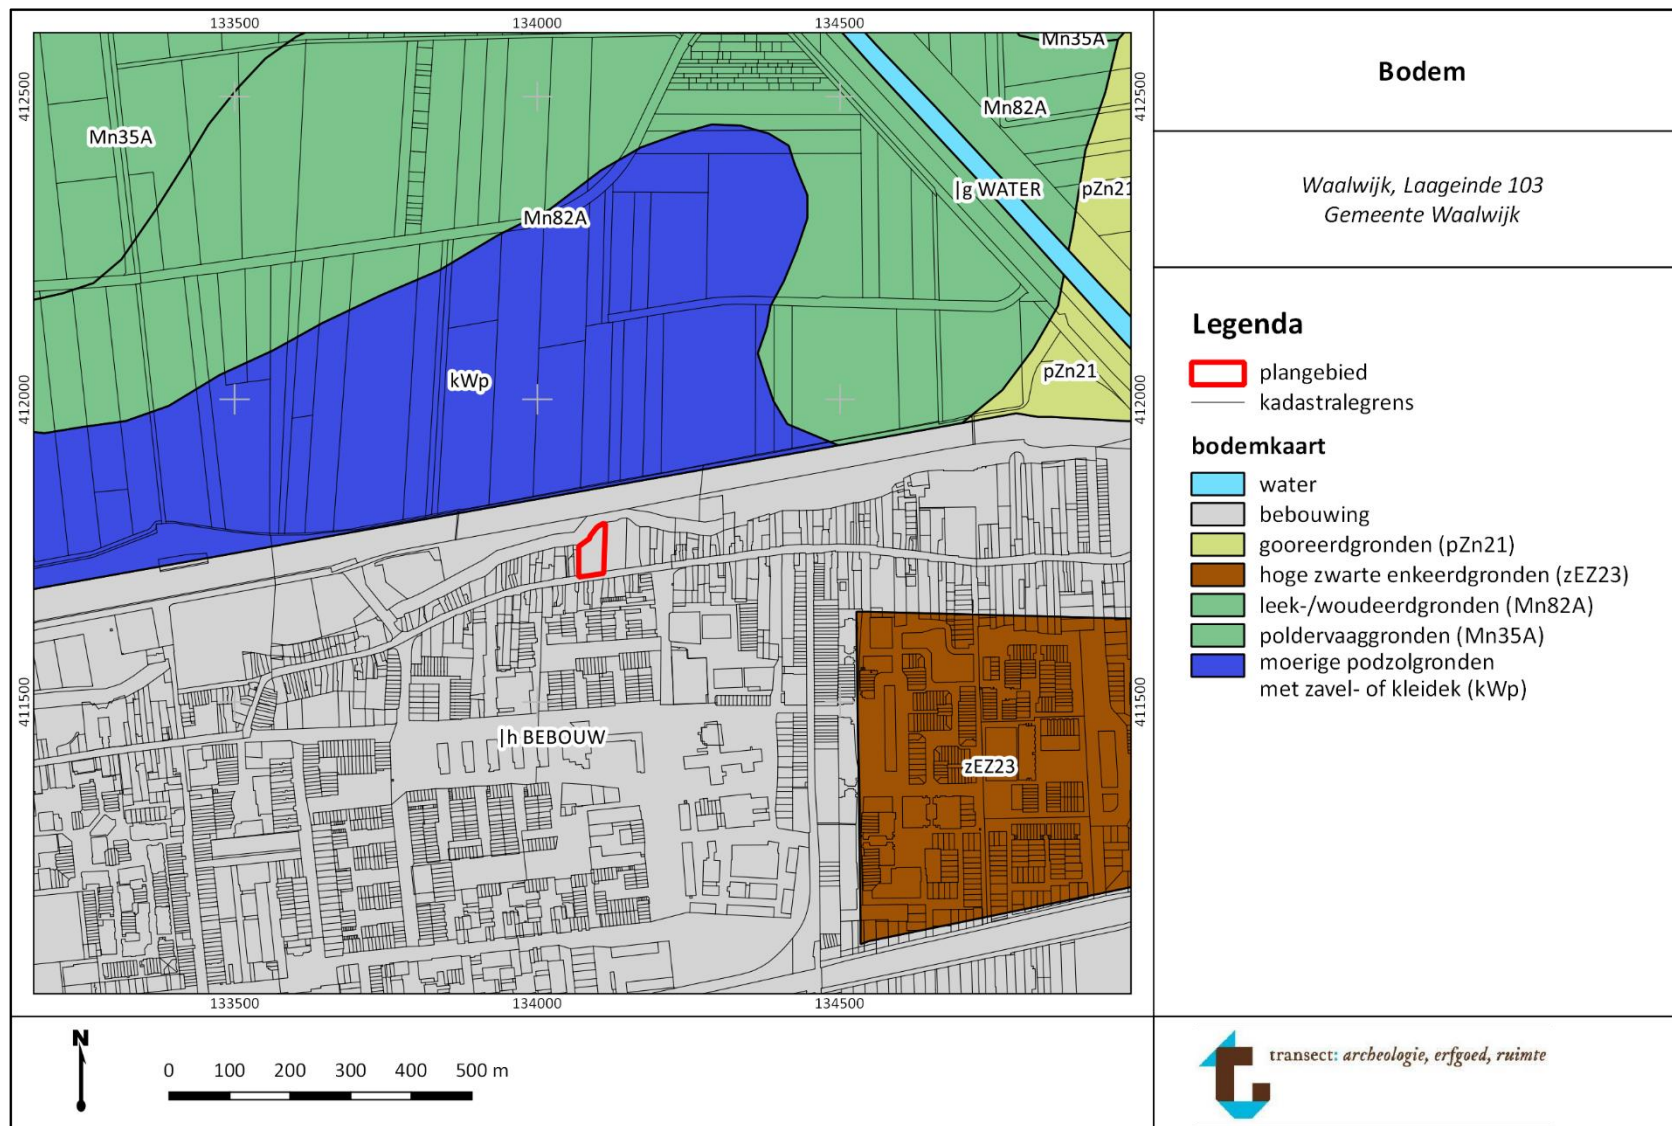 133500 134000 134500
412500 412500
412000 412000
411500 411500
133500 134000 134500
Mn35A
Mn35A
Mn82A
Mn82A
|g WATER
pZn21
pZn21
kWp
|h BEBOUW
zEZ23
N
0 100 200 300 400 500 m
Bodem
Waalwijk, Laageinde 103
Gemeente Waalwijk
Legenda
plangebied
kadastralegrens
bodemkaart
water
bebouwing
gooreerdgronden (pZn21)
hoge zwarte enkeerdgronden (zEZ23)
leek-/woudeerdgronden (Mn82A)
poldervaaggronden (Mn35A)
moerige podzolgronden
met zavel- of kleidek (kWp)
transect: archeologie, erfgoed, ruimte